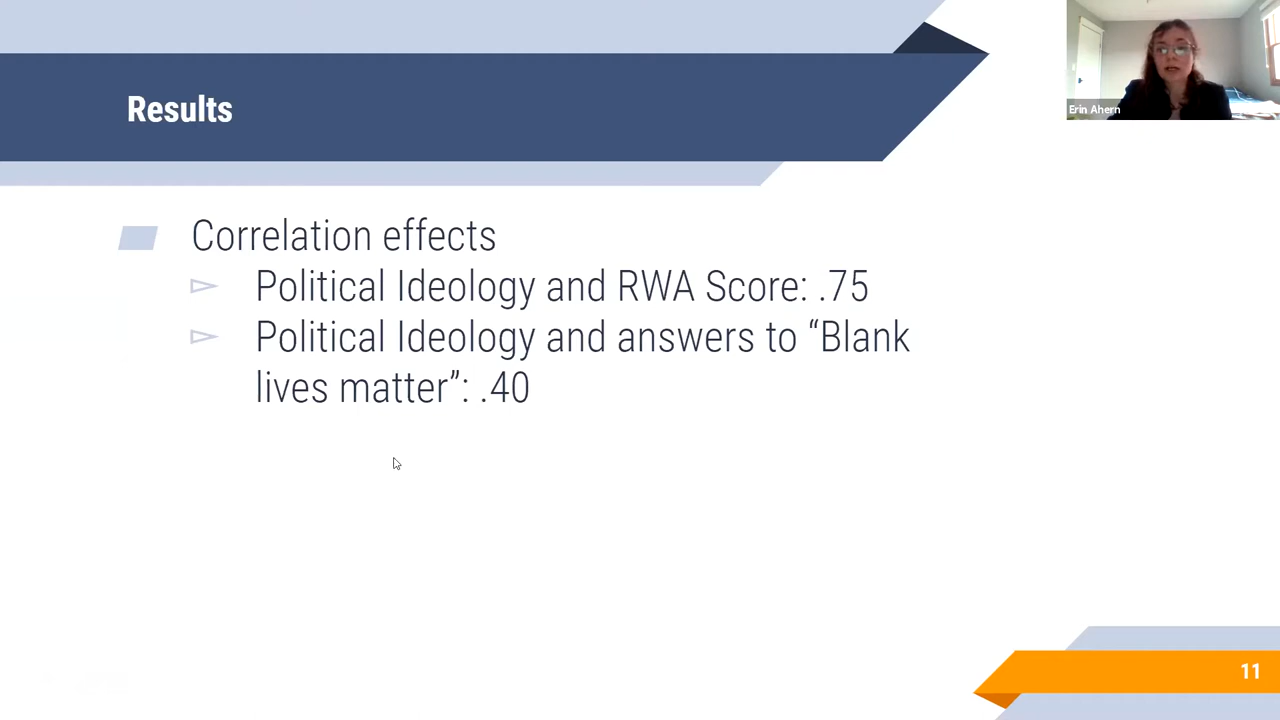 Results
Erin Ahern
Correlation effects
Political Ideology and RWA Score: .75
Political Ideology and answers to “Blank
lives matter”: .40
11